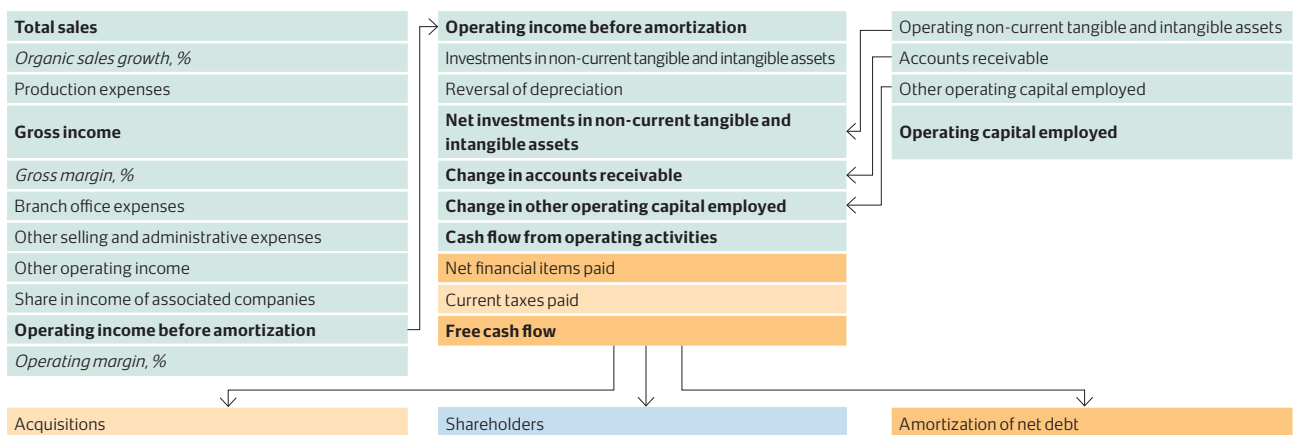 Total sales
Organic sales growth, %
Production expenses
Gross income
Gross margin, %
Branch office expenses
Other selling and administrative expenses
Other operating income
Share in income of associated companies
Operating income before amortization
Operating margin, %
Operating income before amortization
Investments in non-current tangible and intangible assets
Reversal of depreciation
Net investments in non-current tangible and
intangible assets
Change in accounts receivable
Change in other operating capital employed
Cash flow from operating activities
Net financial items paid
Current taxes paid
Free cash flow
Operating non-current tangible and intangible assets
Accounts receivable
Other operating capital employed
Operating capital employed
Acquisitions
Shareholders
Amortization of net debt